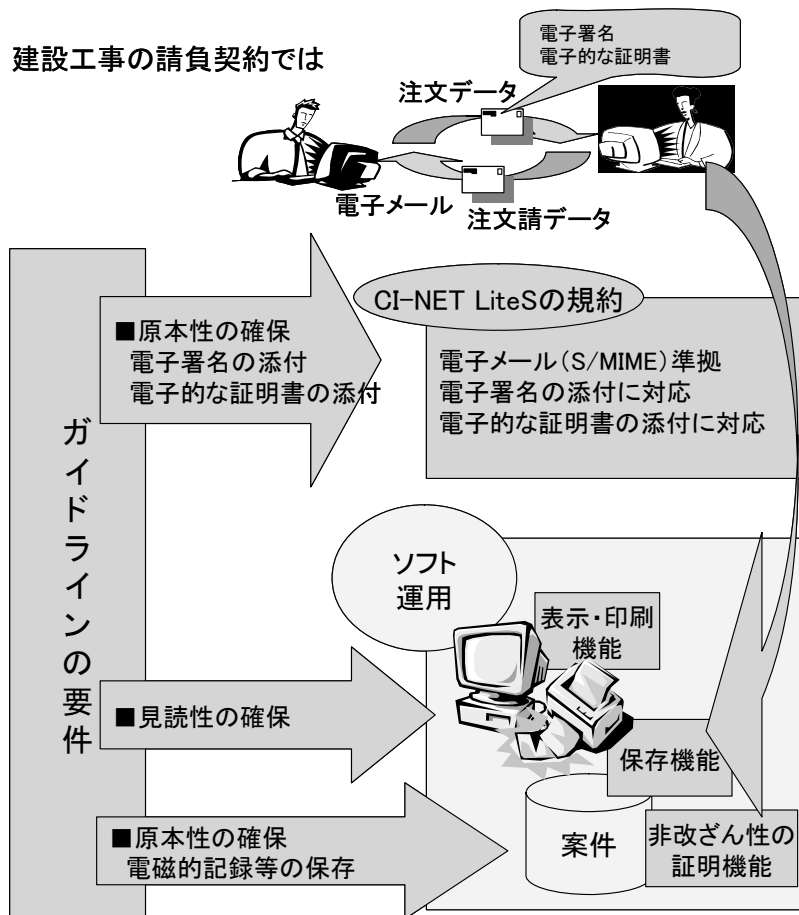 電子署名
電子的な証明書
建設工事の請負契約では
注文データ
電子メール
注文請データ
CI-NET LiteSの規約
■原本性の確保
電子署名の添付
電子的な証明書の添付
電子メール(S/MIME)準拠
電子署名の添付に対応
電子的な証明書の添付に対応
ガイドラインの要件
ソフト
運用
表示・印刷
機能
■見読性の確保
保存機能
■原本性の確保
電磁的記録等の保存
案件
非改ざん性の
証明機能